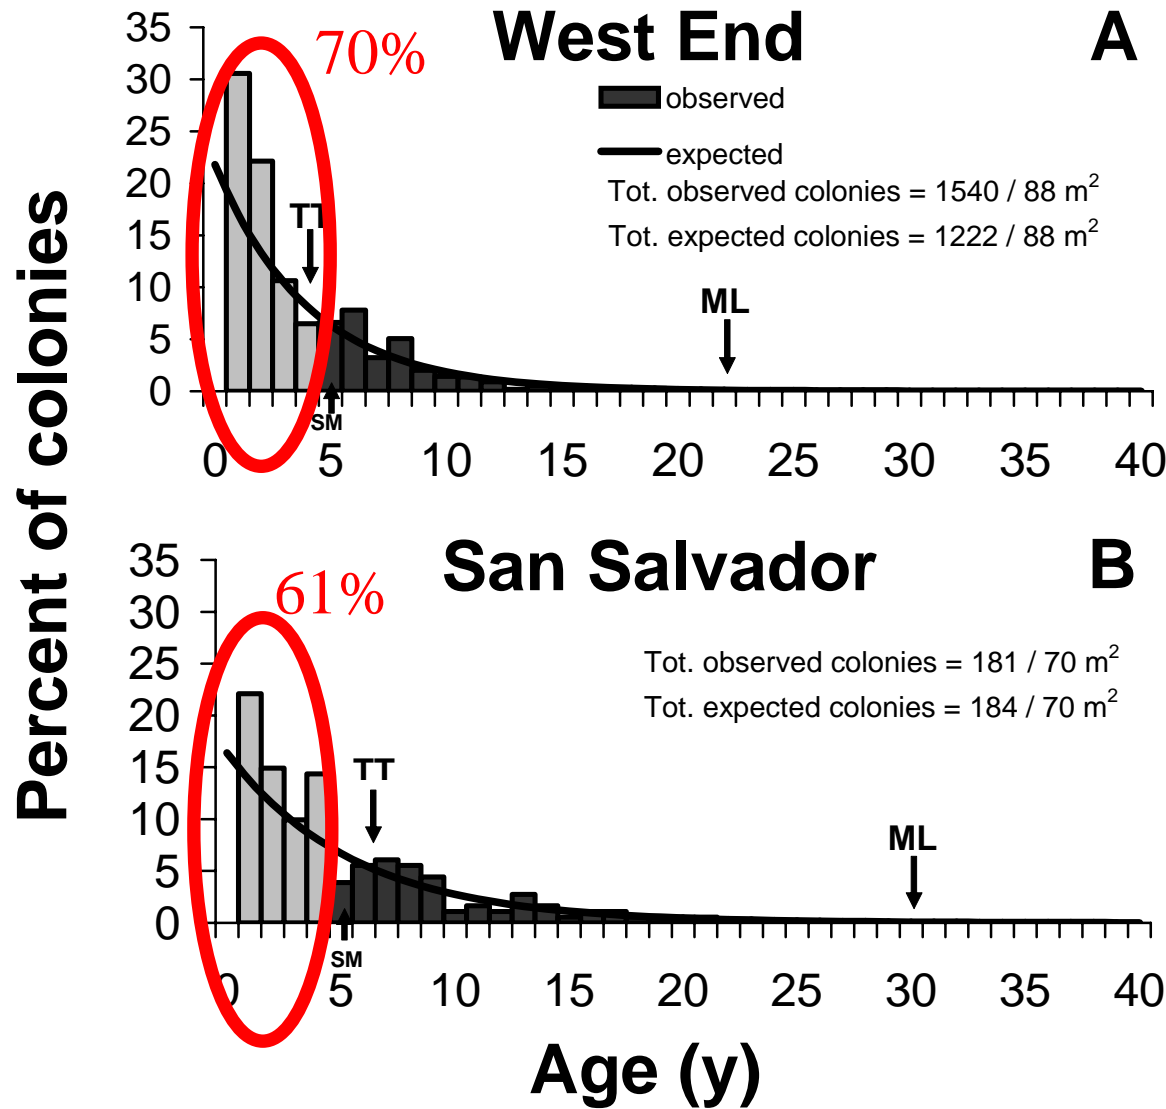 Percent of colonies
West End
A
70%
observed
expected
Tot. observed colonies = 1540 / 88 m²
Tot. expected colonies = 1222 / 88 m²
35
30
25
20
15
10
5
0
TT
ML
SM
0 5 10 15 20 25 30 35 40
San Salvador
B
61%
Tot. observed colonies = 181 / 70 m²
Tot. expected colonies = 184 / 70 m²
35
30
25
20
15
10
5
0
TT
ML
SM
0 5 10 15 20 25 30 35 40
Age (y)